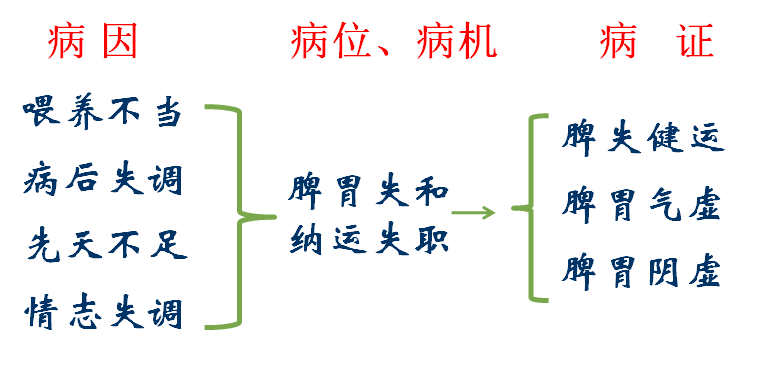 病因
病位、病机
病 证
喂养不当
病后失调
先天不足
情志失调
脾胃失和
纳运失职
脾失健运
脾胃气虚
脾胃阴虚